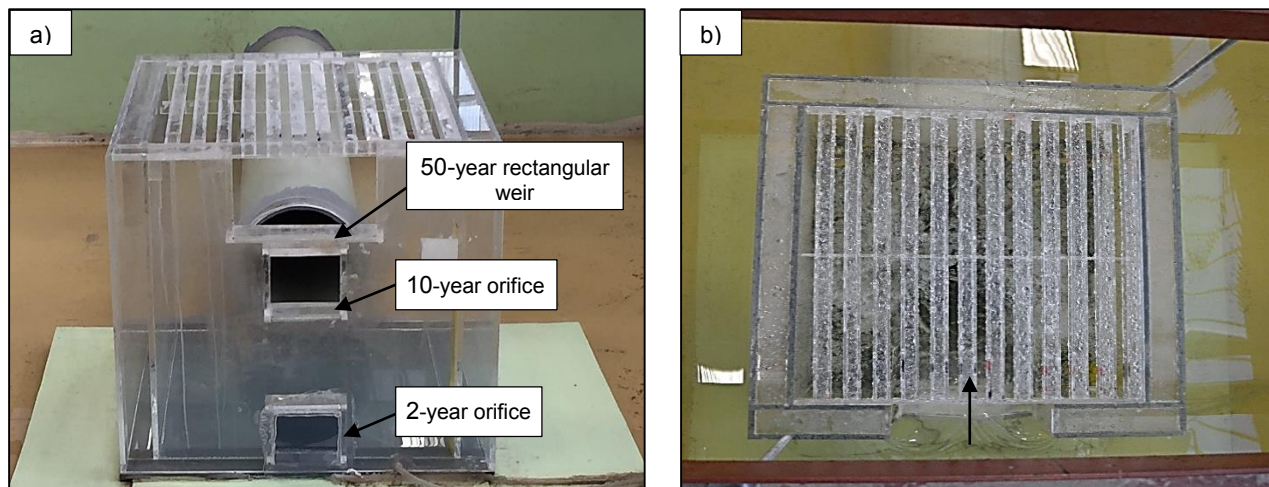 a)
50-year rectangular
weir
10-year orifice
2-year orifice
b)